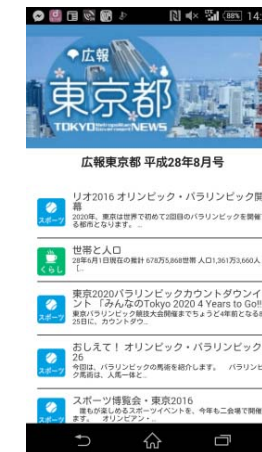 88%
14:
広報
東京都
TOKYO Metropolitan NEWS
広報東京都 平成28年8月号
リオ2016 オリンピック・パラリンピック開
幕
2020年、東京は世界で初めて2回目のパラリンピックを開催す
る都市となります。 …
スポーツ
世帯と人口
28年6月1日現在の推計 678万5,868世帯 人口1,361万3,660人
［…
くらし
東京2020パラリンピックカウントダウンイ
ント「みんなのTokyo 2020 4 Years to Go!!
東京パラリンピック競技大会開催までちょうど4年前となる8
25日に、カウントダウ…
スポーツ
おしえて！ オリンピック・パラリンピック
26
今回は、パラリンピックの馬術を紹介します。 パラリンピ
ク馬術は、人馬一体と…
スポーツ
スポーツ博覧会・東京2016
誰もが楽しめるスポーツイベントを、今年も二会場で開催
ます。 オリンピアン・…
スポーツ